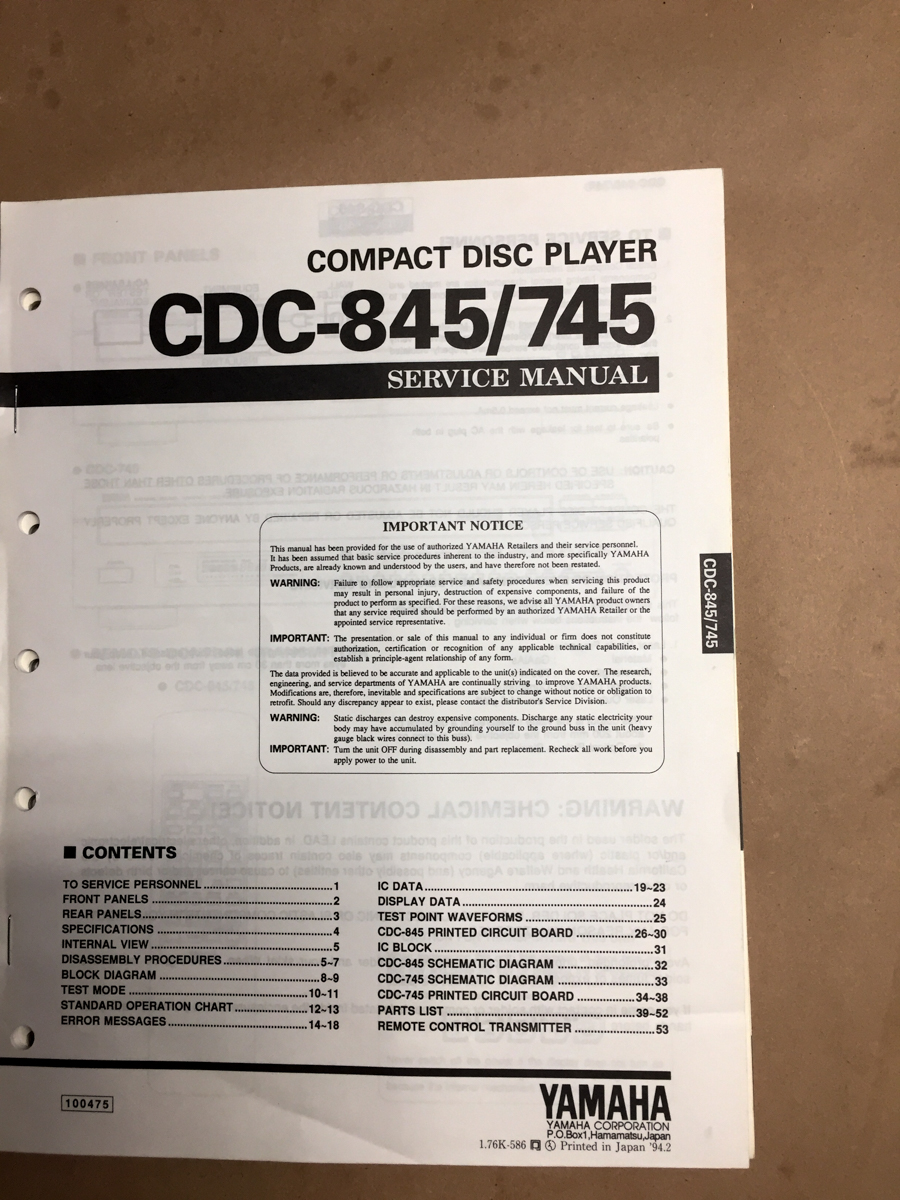 COMPACT DISC PLAYER
CDC-845/745
SERVICE MANUAL
IMPORTANT NOTICE
This manual has been provided for the use of authorized YAMAHA Retailers and their service personnel.
It has been assumed that basic service procedures inherent to the industry, and more specifically YAMAHA
Products, are already known and understood by the users, and have therefore not been restated.
WARNING: Failure to follow appropriate service and safety procedures when servicing this product
may result in personal injury, destruction of expensive components, and failure of the
product to perform as specified. For these reasons, we advise all YAMAHA product owners
that any service required should be performed by an authorized YAMAHA Retailer or the
appointed service representative.
IMPORTANT: The presentation or sale of this manual to any individual or firm does not constitute
authorization, certification or recognition of any applicable technical capabilities, or
establish a principle-agent relationship of any form.
The data provided is believed to be accurate and applicable to the unit(s) indicated on the cover. The research,
engineering, and service departments of YAMAHA are continually striving to improve YAMAHA products.
Modifications are, therefore, inevitable and specifications are subject to change without notice or obligation to
retrofit. Should any discrepancy appear to exist, please contact the distributor's Service Division.
WARNING: Static discharges can destroy expensive components. Discharge any static electricity your
body may have accumulated by grounding yourself to the ground buss in the unit (heavy
gauge black wires connect to this buss).
IMPORTANT: Turn the unit OFF during disassembly and part replacement. Recheck all work before you
apply power to the unit.
CDC-845/745
■ CONTENTS
TO SERVICE PERSONNEL ..................................1
FRONT PANELS ................................................2
REAR PANELS..................................................3
SPECIFICATIONS ..............................................4
INTERNAL VIEW ................................................5
DISASSEMBLY PROCEDURES ..........................5~7
BLOCK DIAGRAM ..........................................8~9
TEST MODE ................................................10~11
STANDARD OPERATION CHART....................12~13
ERROR MESSAGES......................................14~18
IC DATA......................................................19~23
DISPLAY DATA ..................................................24
TEST POINT WAVEFORMS ..................................25
CDC-845 PRINTED CIRCUIT BOARD ................26~30
IC BLOCK..........................................................31
CDC-845 SCHEMATIC DIAGRAM ..........................32
CDC-745 SCHEMATIC DIAGRAM ..........................33
CDC-745 PRINTED CIRCUIT BOARD ................34~38
PARTS LIST ..................................................39~52
REMOTE CONTROL TRANSMITTER ......................53
100475
YAMAHA
YAMAHA CORPORATION
P.O.Box1,Hamamatsu,Japan
1.76K-586 Printed in Japan '94.2